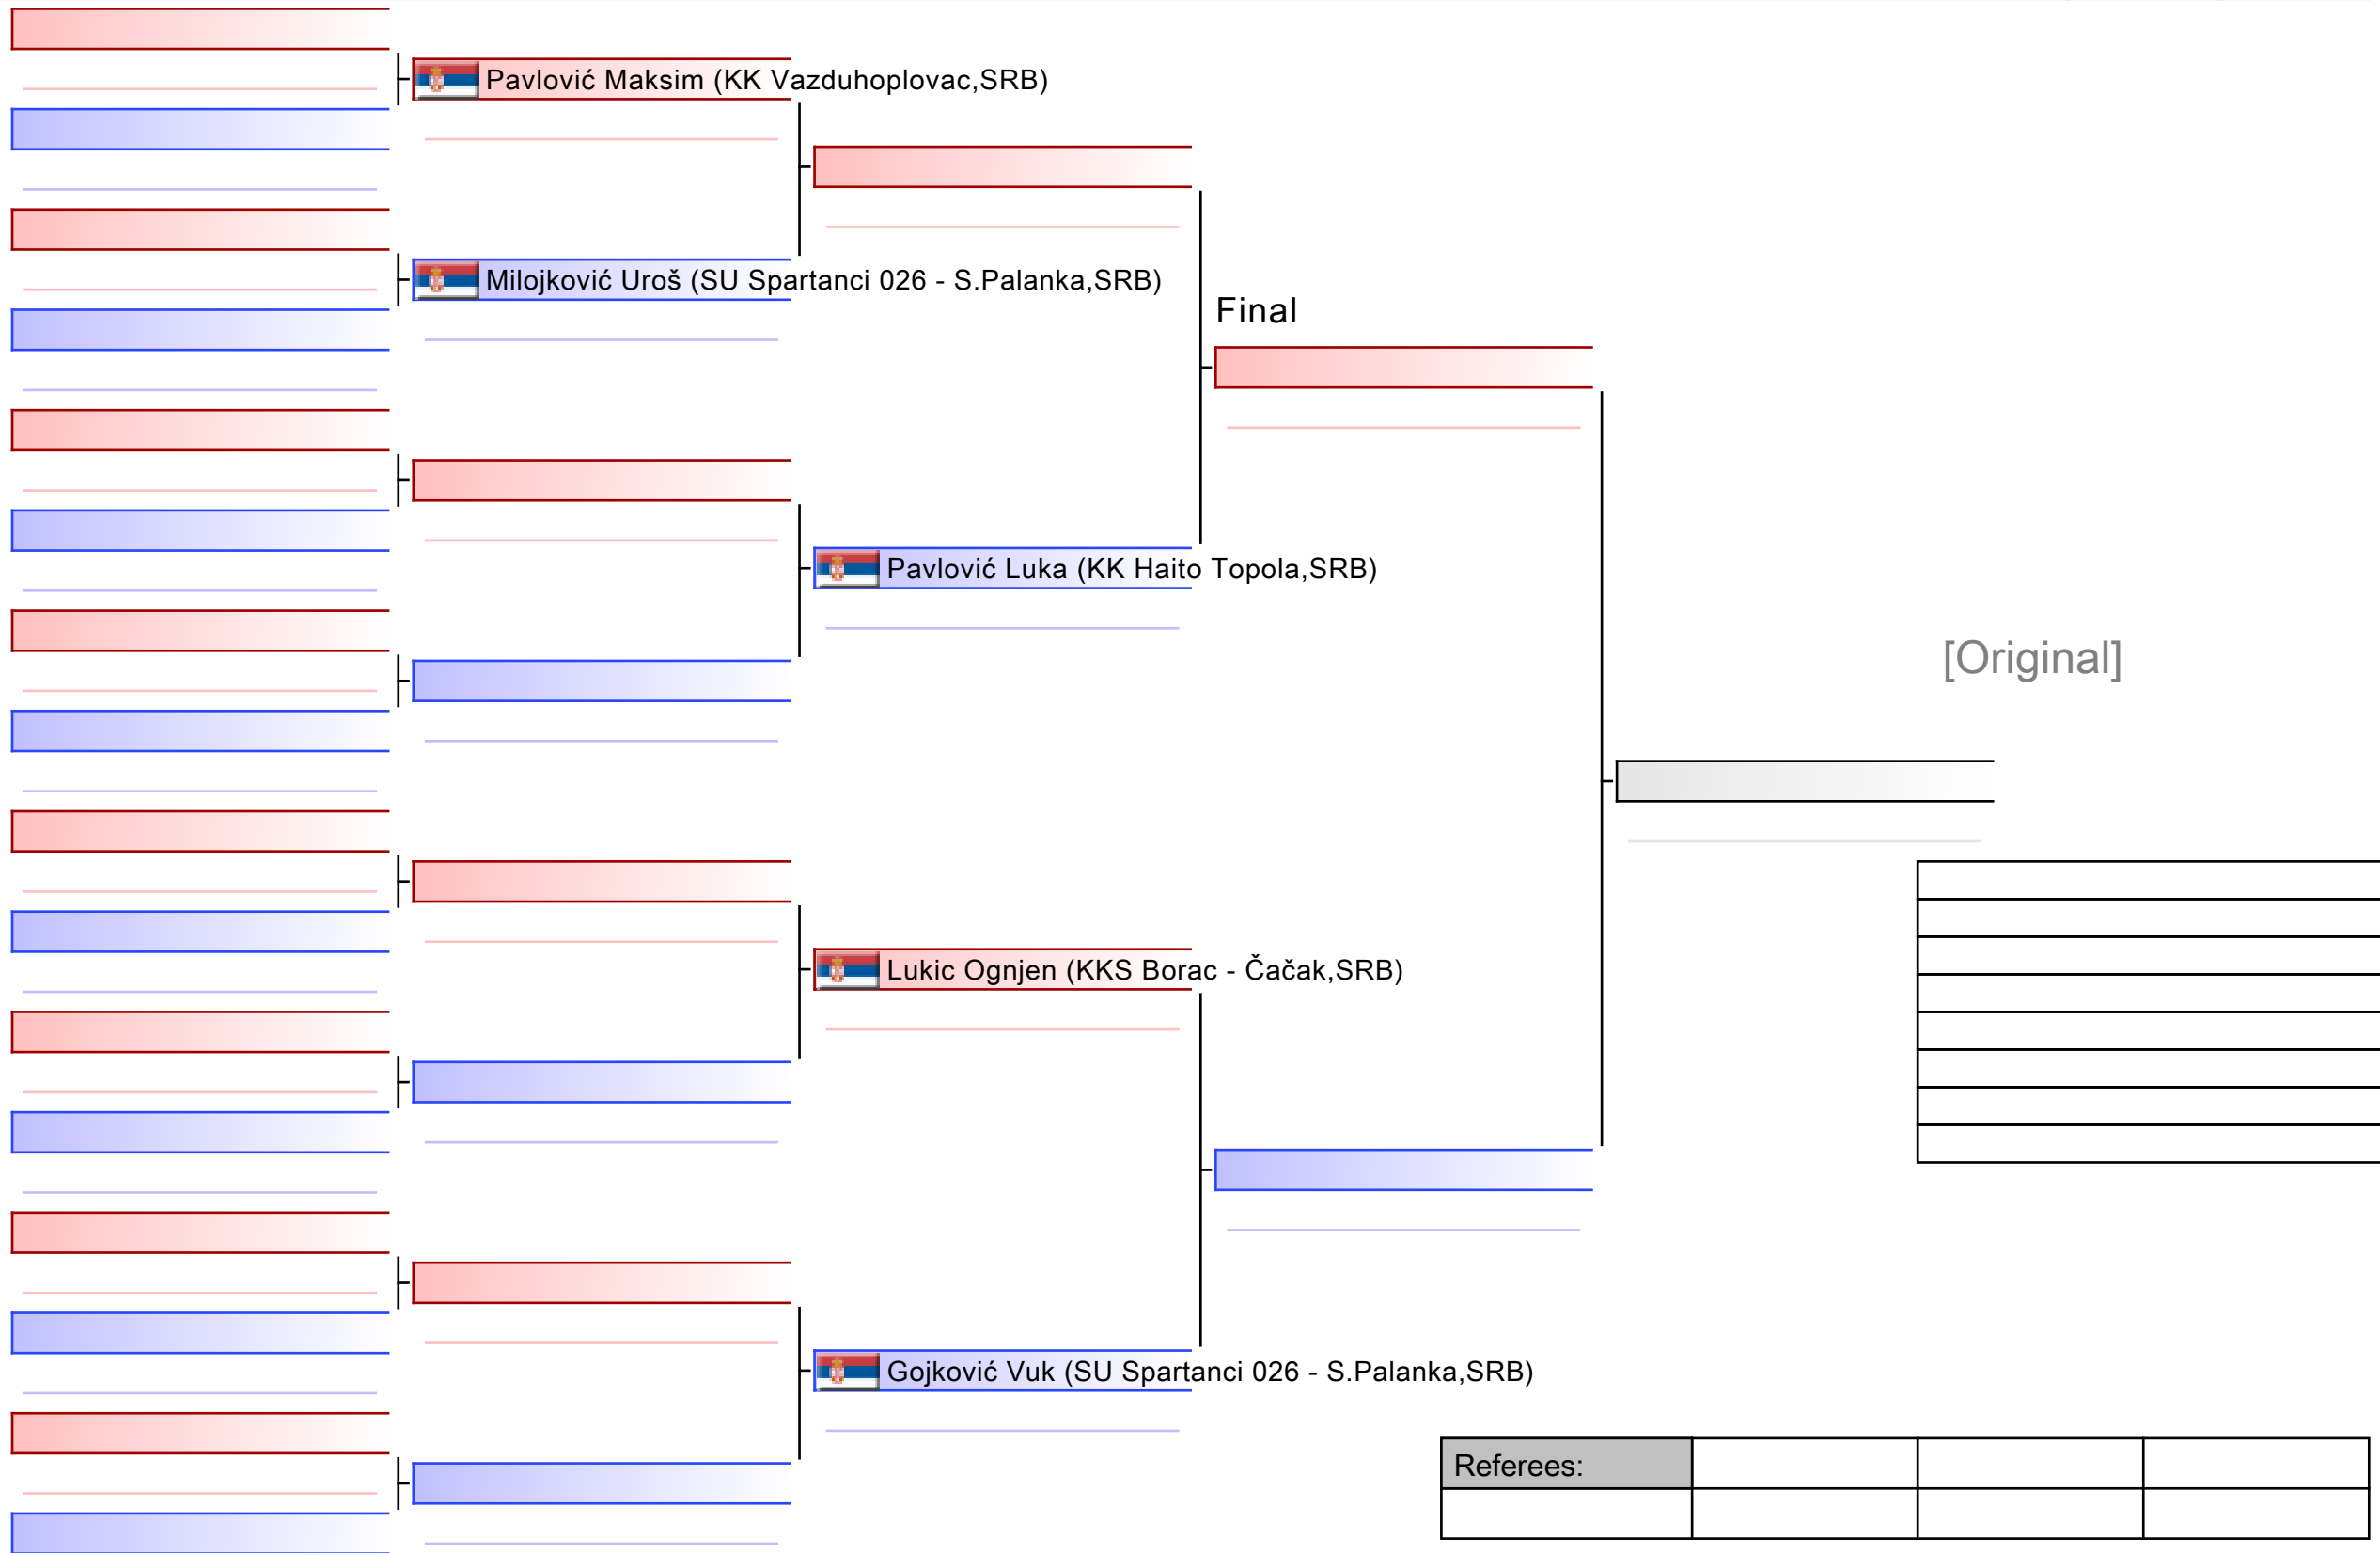 Pavlović Maksim (KK Vazduhoplovac,SRB)
Milojković Uroš (SU Spartanci 026 - S.Palanka,SRB)
Final
Pavlović Luka (KK Haito Topola,SRB)
[Original]
Lukic Ognjen (KKS Borac - Čačak,SRB)
Gojković Vuk (SU Spartanci 026 - S.Palanka,SRB)
Referees: